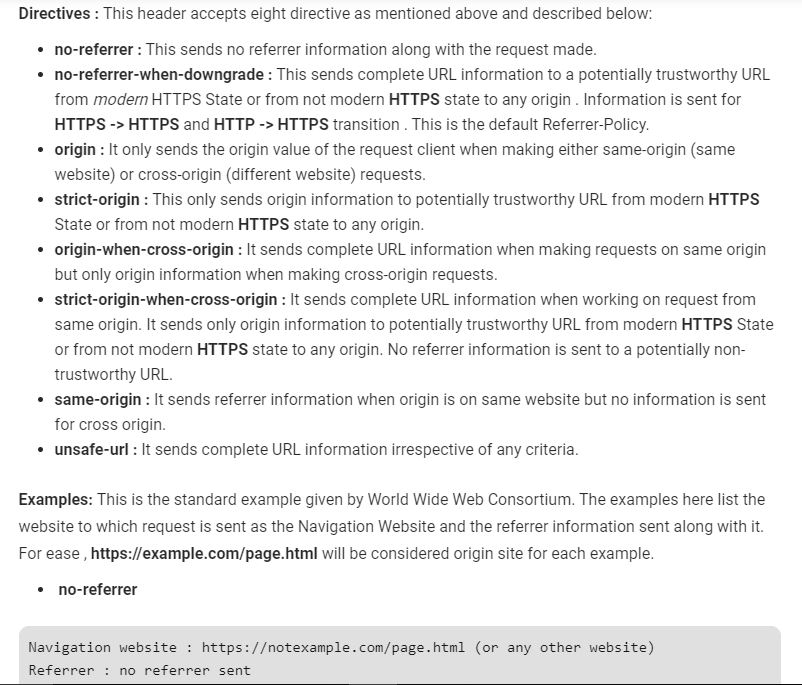 Directives : This header accepts eight directive as mentioned above and described below:
• no-referrer : This sends no referrer information along with the request made.
• no-referrer-when-downgrade : This sends complete URL information to a potentially trustworthy URL
from modern HTTPS State or from not modern HTTPS state to any origin . Information is sent for
HTTPS -> HTTPS and HTTP -> HTTPS transition . This is the default Referrer-Policy.
• origin : It only sends the origin value of the request client when making either same-origin (same
website) or cross-origin (different website) requests.
• strict-origin : This only sends origin information to potentially trustworthy URL from modern HTTPS
State or from not modern HTTPS state to any origin.
• origin-when-cross-origin : It sends complete URL information when making requests on same origin
but only origin information when making cross-origin requests.
• strict-origin-when-cross-origin : It sends complete URL information when working on request from
same origin. It sends only origin information to potentially trustworthy URL from modern HTTPS State
or from not modern HTTPS state to any origin. No referrer information is sent to a potentially non-
trustworthy URL.
• same-origin : It sends referrer information when origin is on same website but no information is sent
for cross origin.
• unsafe-url : It sends complete URL information irrespective of any criteria.
Examples: This is the standard example given by World Wide Web Consortium. The examples here list the
website to which request is sent as the Navigation Website and the referrer information sent along with it.
For ease , https://example.com/page.html will be considered origin site for each example.
• no-referrer
Navigation website : https://notexample.com/page.html (or any other website)
Referrer : no referrer sent